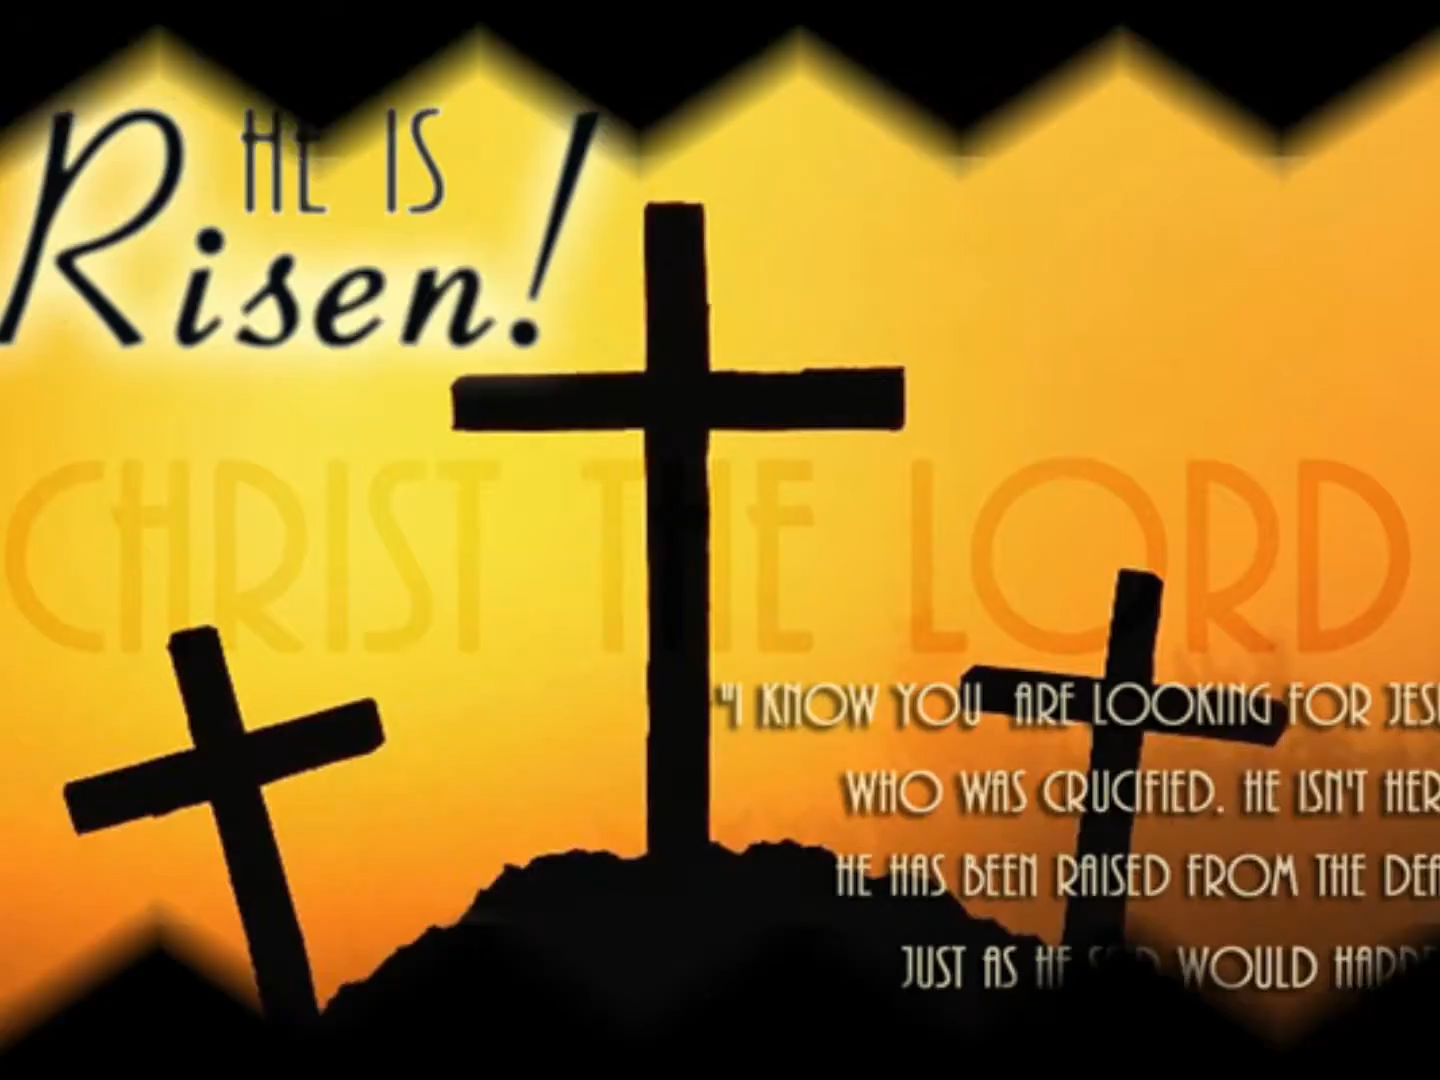 HE IS
Risen!
CHRIST THE LORD
"I KNOW YOU ARE LOOKING FOR
WHO WAS CRUCIFIED. HE ISN'T
HE HAS BEEN RAISED FROM THE
JUST AS HE WOULD